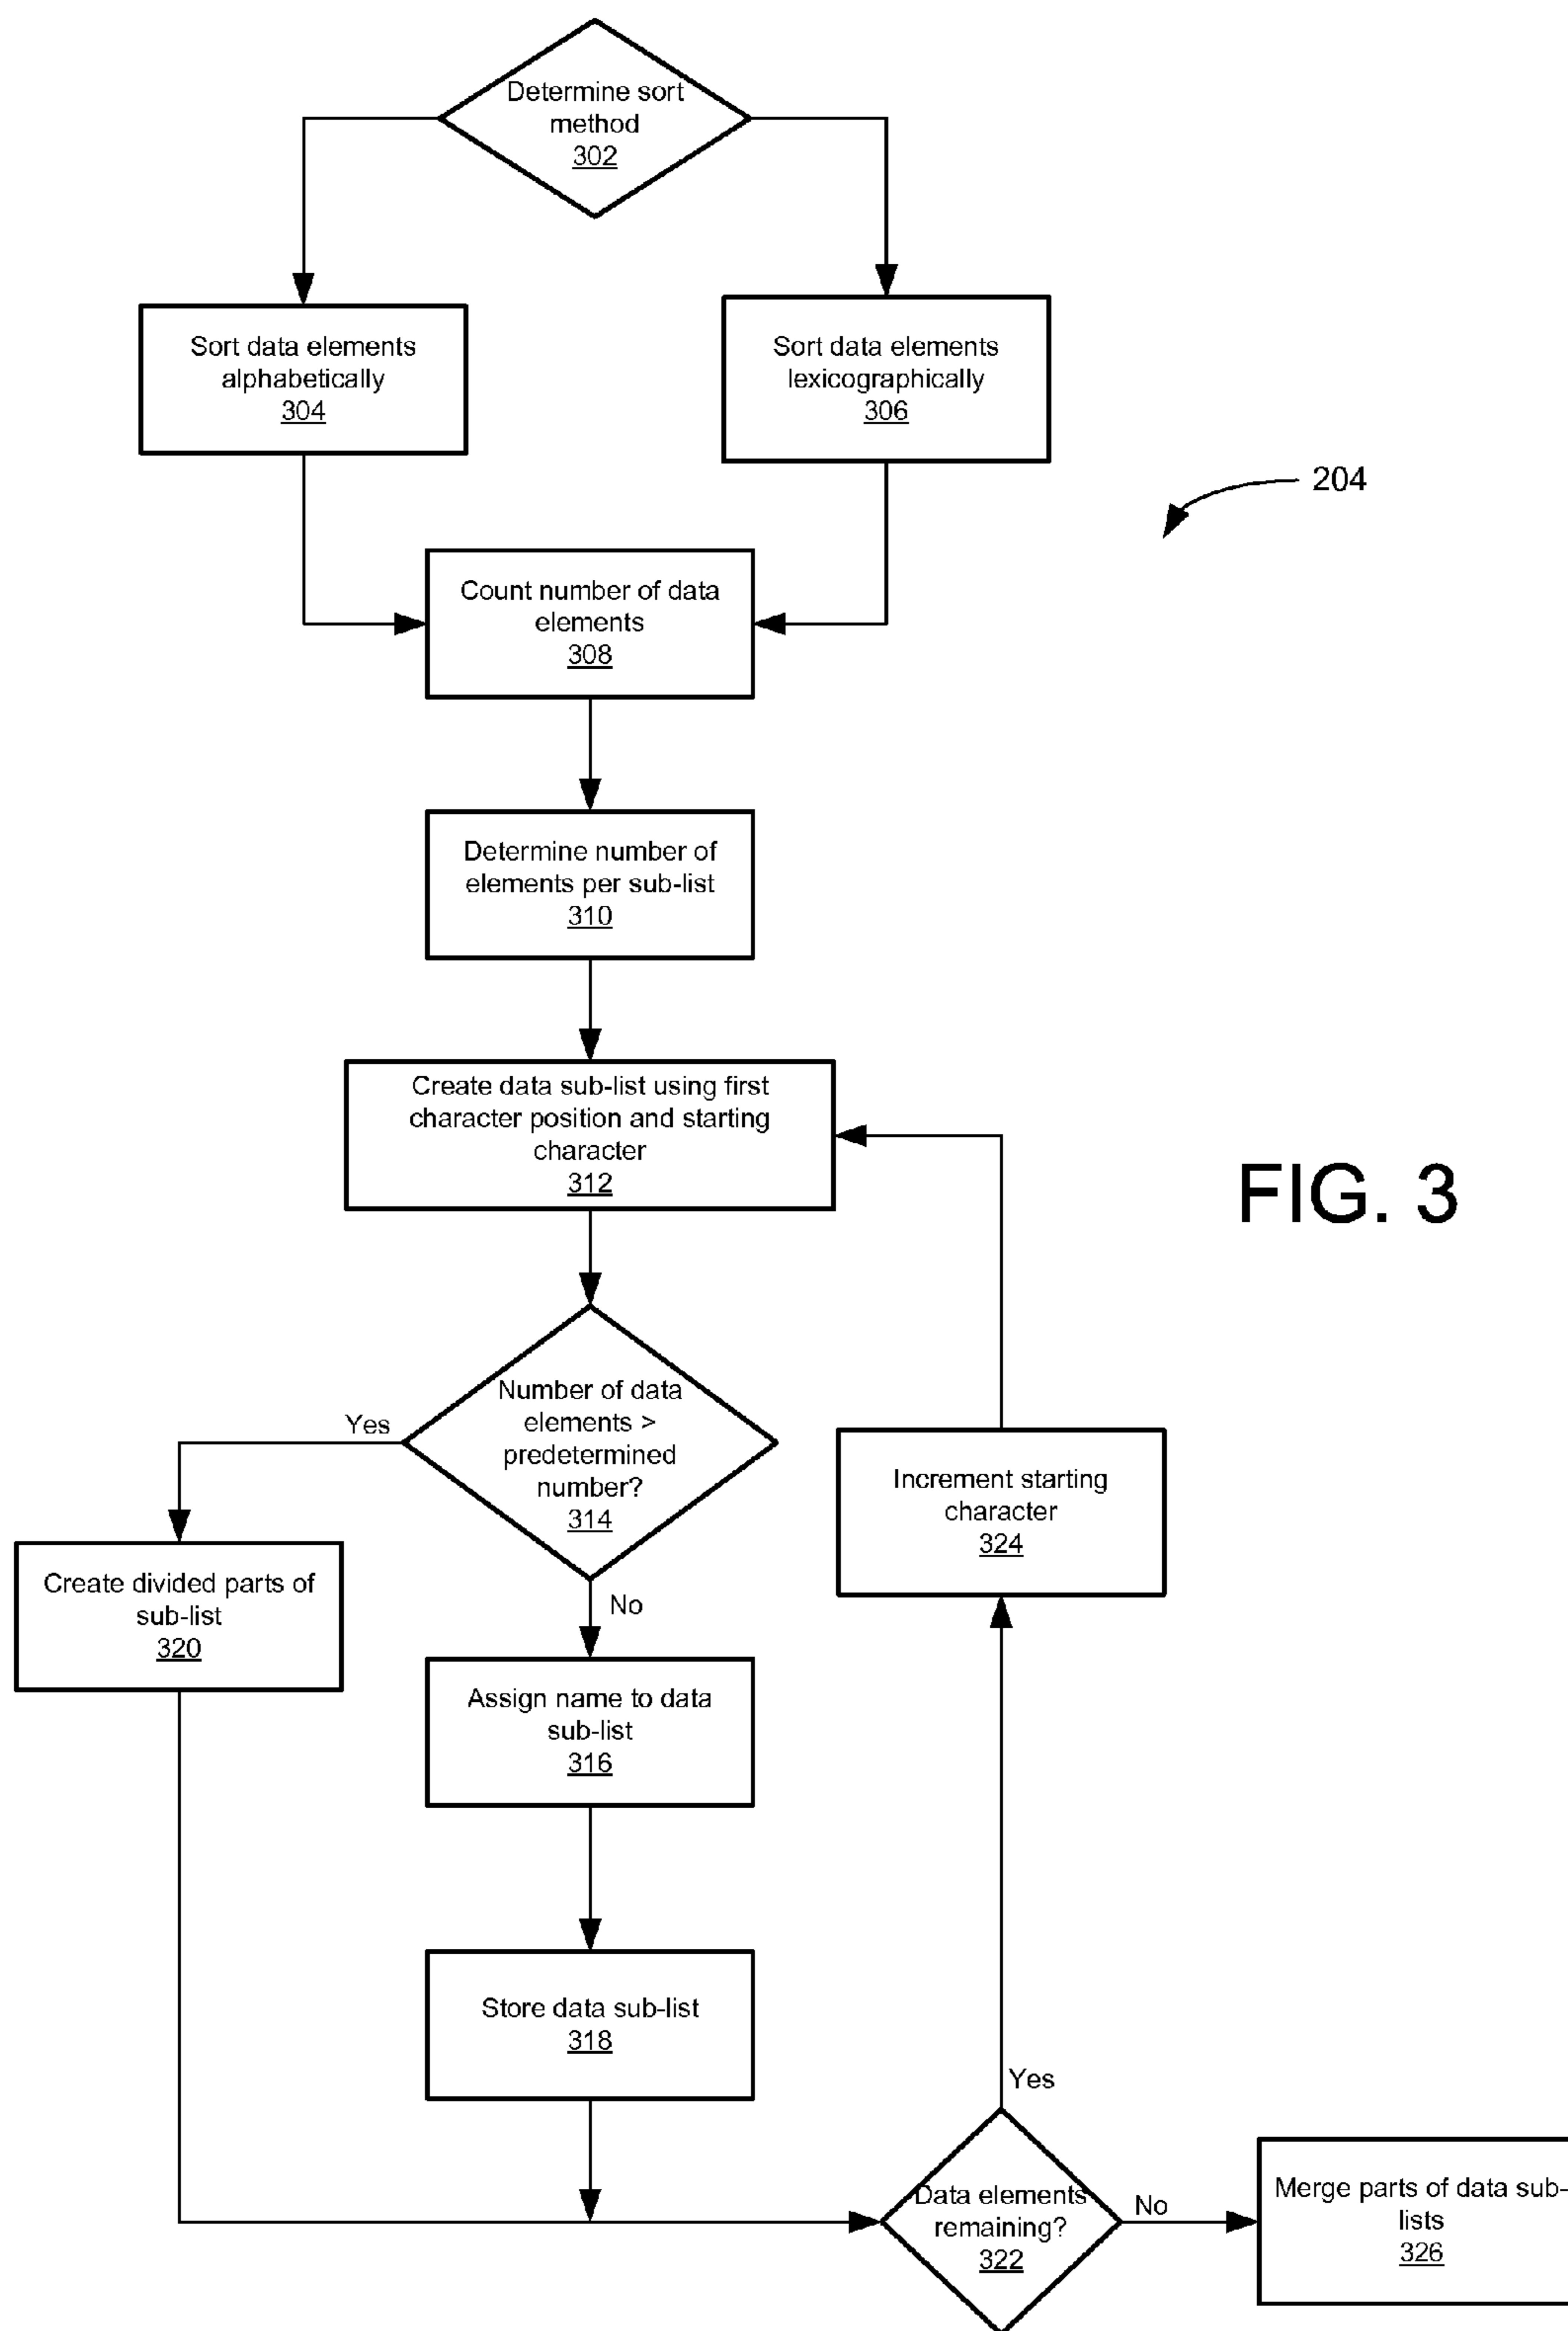 Determine sort
method
302
Sort data elements
alphabetically
304
Sort data elements
lexicographically
306
204
Count number of data
elements
308
Determine number of
elements per sub-list
310
Create data sub-list using first
character position and starting
character
312
FIG. 3
Number of data
elements >
predetermined
number?
314
Yes
No
Increment starting
character
324
Create divided parts of
sub-list
320
Assign name to data
sub-list
316
Store data sub-list
318
Yes
Data elements
remaining?
322
No
Merge parts of data sub-
lists
326